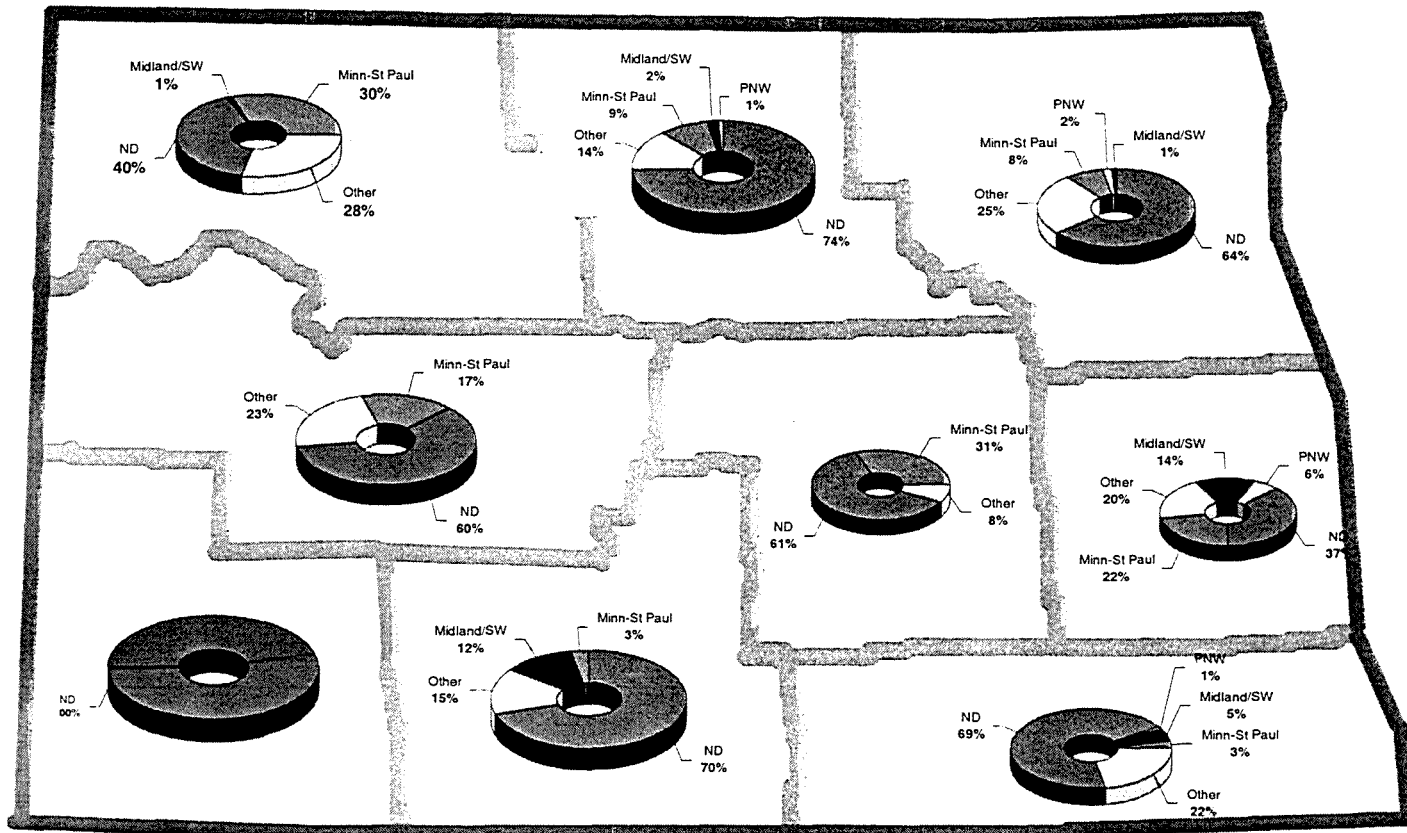 Midland/SW
1%
Minn-St Paul
30%
ND
40%
Other
28%
Midland/SW
2%
PNW
1%
Minn-St Paul
9%
Other
14%
ND
74%
PNW
2%
Midland/SW
1%
Minn-St Paul
8%
Other
25%
ND
64%
Minn-St Paul
17%
Other
23%
ND
60%
Minn-St Paul
31%
Other
8%
ND
61%
Midland/SW
14%
PNW
6%
Other
20%
ND
37%
Minn-St Paul
22%
ND
00%
Midland/SW
12%
Minn-St Paul
3%
Other
15%
ND
70%
PNW
1%
Midland/SW
5%
ND
69%
Minn-St Paul
3%
Other
22%